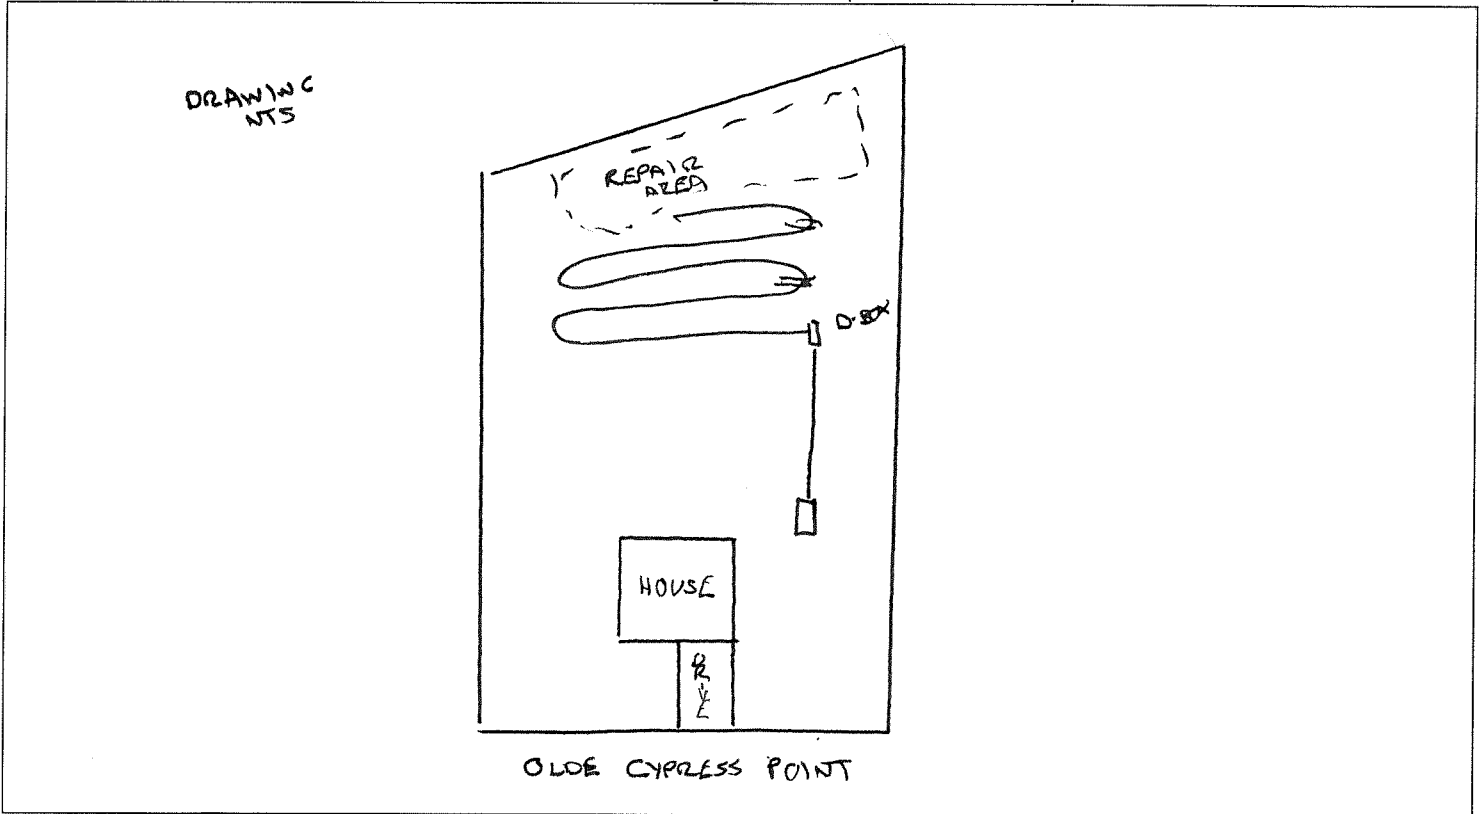 DRAWING
NTS
REPAIR
AREA
D-BOX
HOUSE
DRIVE
OLDE CYPRESS POINT